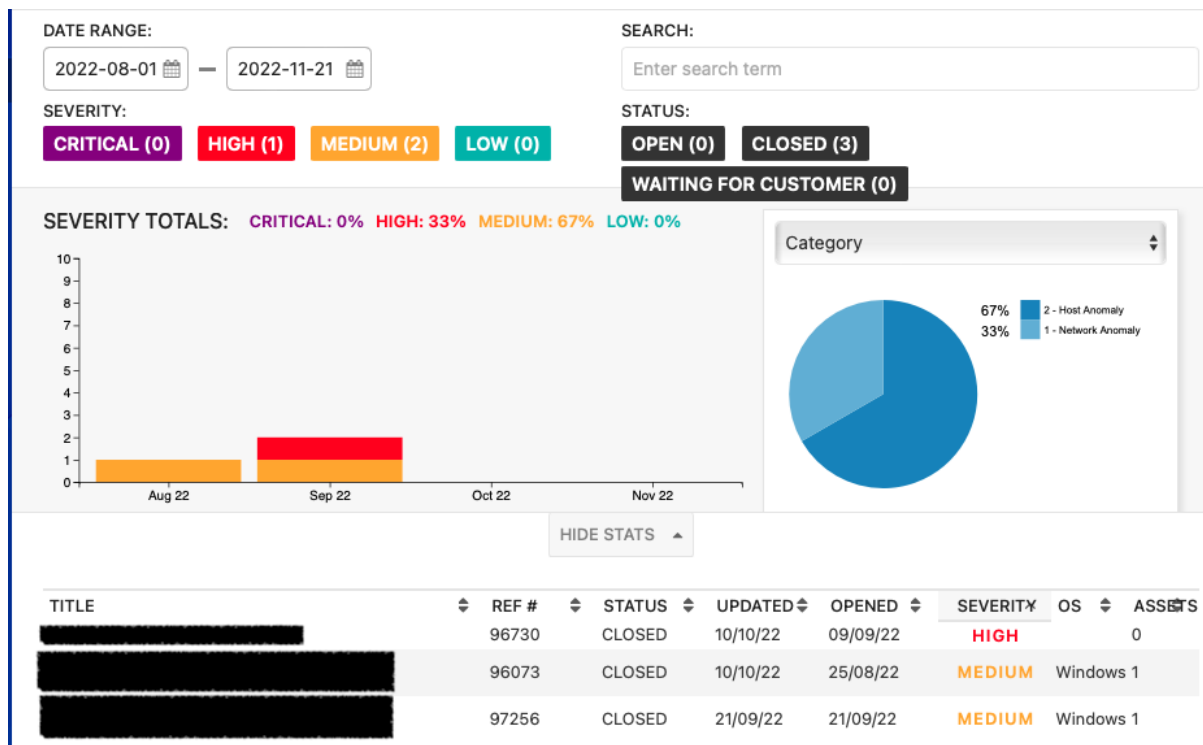 DATE RANGE:
2022-08-01 — 2022-11-21
SEARCH:
Enter search term
SEVERITY:
CRITICAL (0) HIGH (1) MEDIUM (2) LOW (0)
STATUS:
OPEN (0) CLOSED (3)
WAITING FOR CUSTOMER (0)
SEVERITY TOTALS: CRITICAL: 0% HIGH: 33% MEDIUM: 67% LOW: 0%
10
9
8
7
6
5
4
3
2
1
0
Aug 22 Sep 22 Oct 22 Nov 22
Category
67% 2 - Host Anomaly
33% 1 - Network Anomaly
HIDE STATS
TITLE REF # STATUS UPDATED OPENED SEVERITY OS ASSETS
96730 CLOSED 10/10/22 09/09/22 HIGH 0
96073 CLOSED 10/10/22 25/08/22 MEDIUM Windows 1
97256 CLOSED 21/09/22 21/09/22 MEDIUM Windows 1